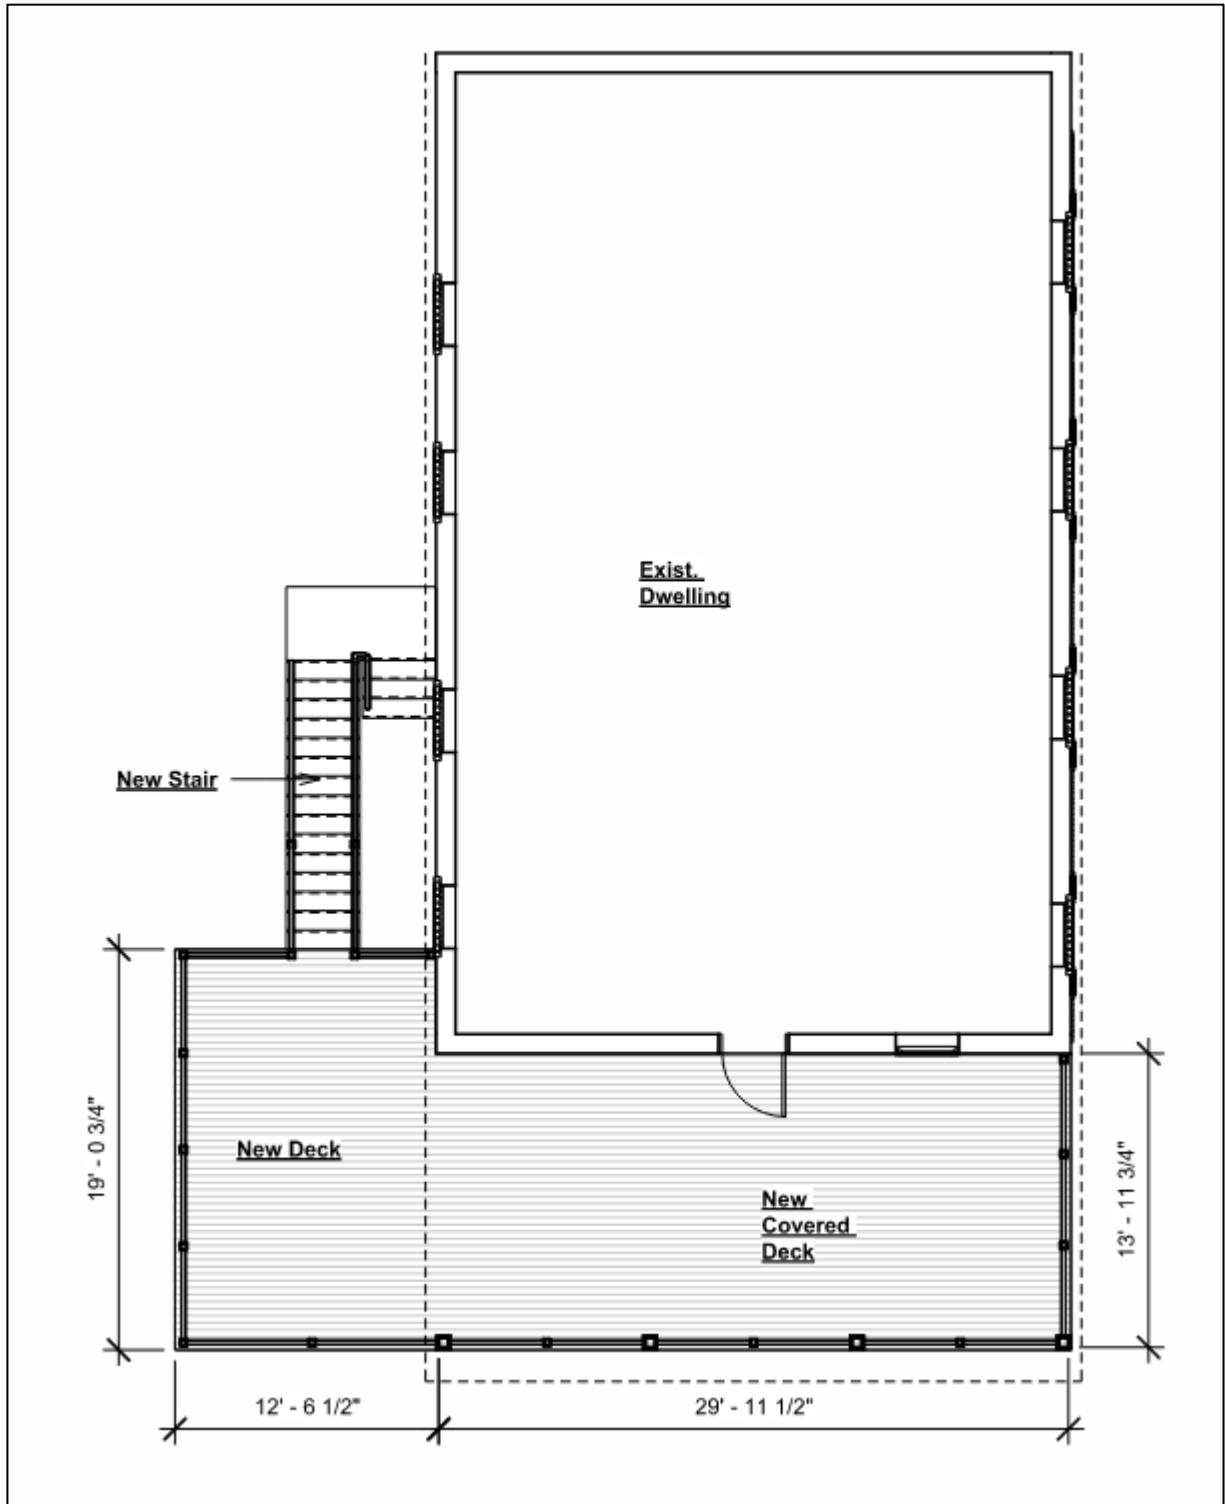 Exist.
Dwelling
New Stair
19' - 0 3/4"
New Deck
New
Covered
Deck
13' - 11 3/4"
12' - 6 1/2"
29' - 11 1/2"